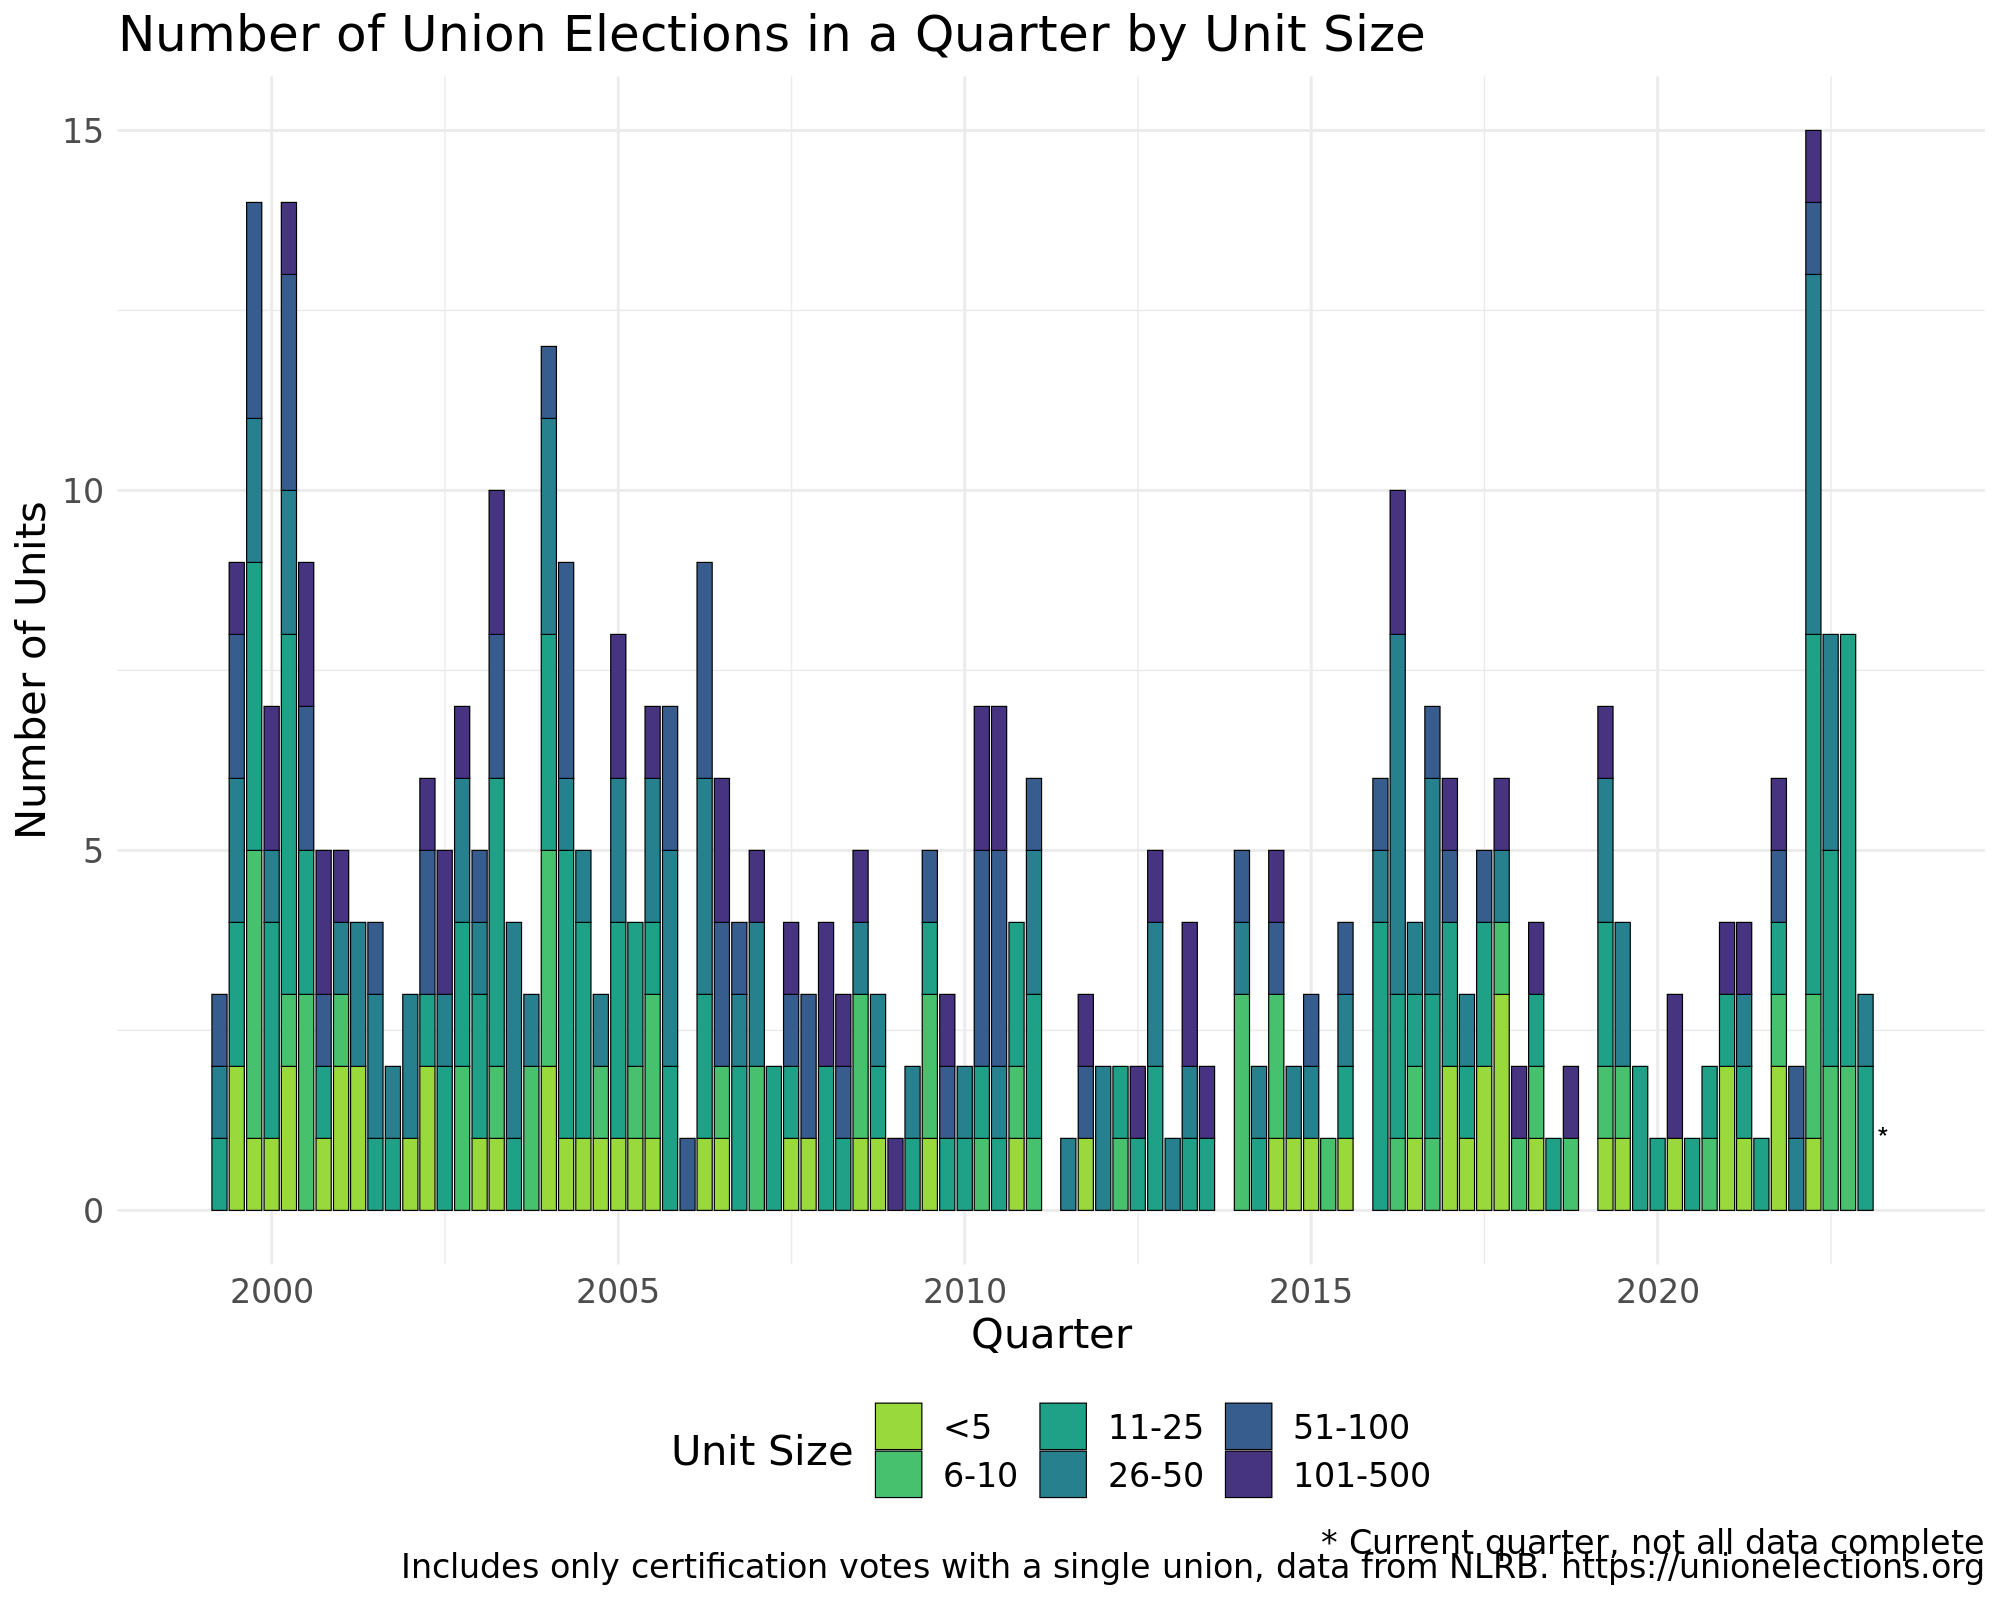 Number of Union Elections in a Quarter by Unit Size
Number of Units
15
10
5
0
*
2000 2005 2010 2015 2020
Quarter
Unit Size
<5 11-25 51-100
6-10 26-50 101-500
* Current quarter, not all data complete
Includes only certification votes with a single union, data from NLRB. https://unionelections.org